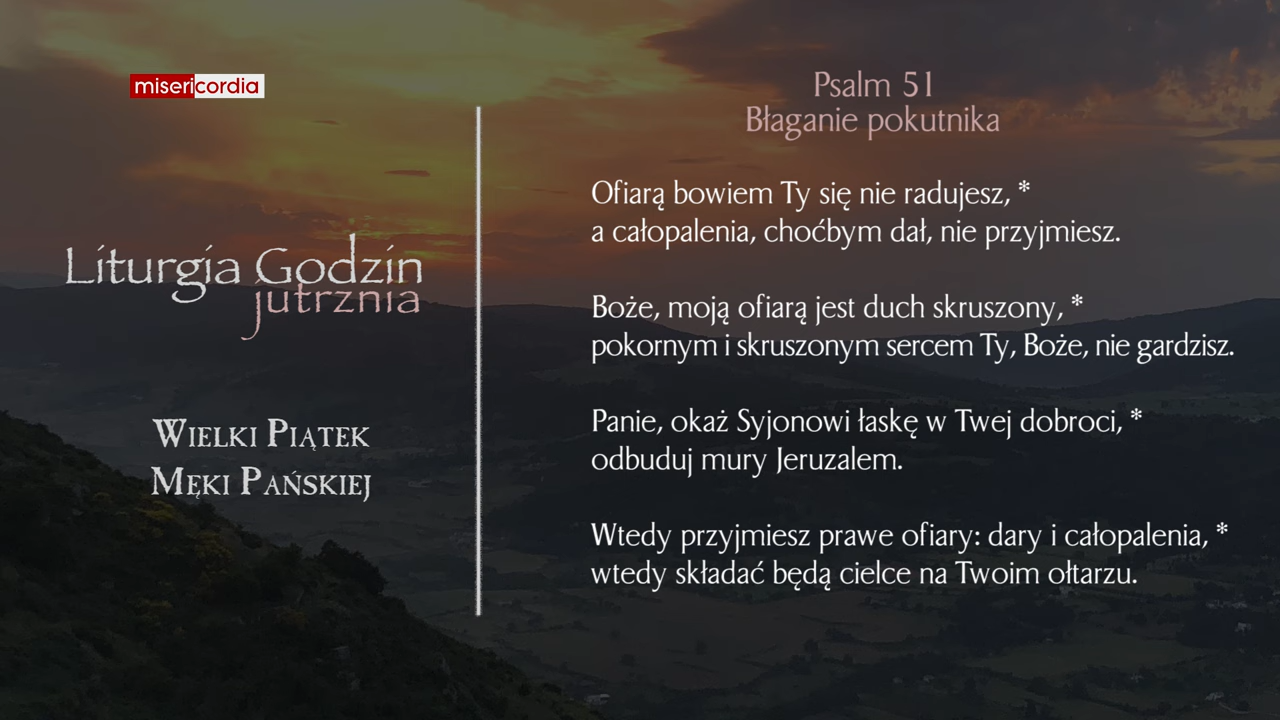 misericordia
Liturgia Godzin
jutrznia
Wielki Piątek
Męki Pańskiej
Psalm 51
Błaganie pokutnika
Ofiarą bowiem Ty się nie radujesz, *
a całopalenia, choćbym dał, nie przyjmiesz.
Boże, moją ofiarą jest duch skruszony, *
pokornym i skruszonym sercem Ty, Boże, nie gardzisz.
Panie, okaż Syjonowi łaskę w Twej dobroci, *
odbuduj mury Jeruzalem.
Wtedy przyjmiesz prawe ofiary: dary i całopalenia, *
wtedy składać będą cielce na Twoim ołtarzu.